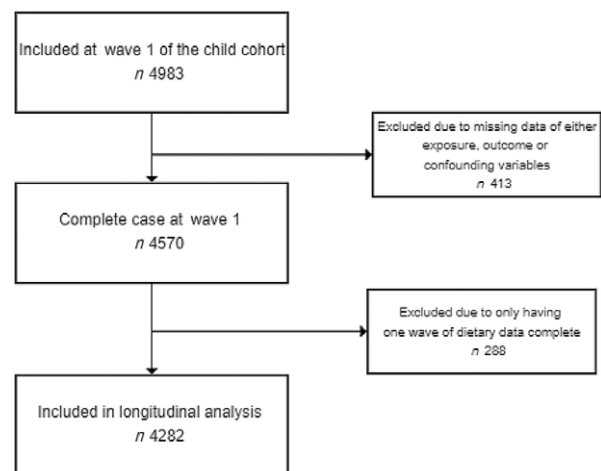 Included at wave 1 of the child cohort
n 4983
Excluded due to missing data of either
exposure, outcome or
confounding variables
n 413
Complete case at wave 1
n 4570
Excluded due to only having
one wave of dietary data complete
n 288
Included in longitudinal analysis
n 4282